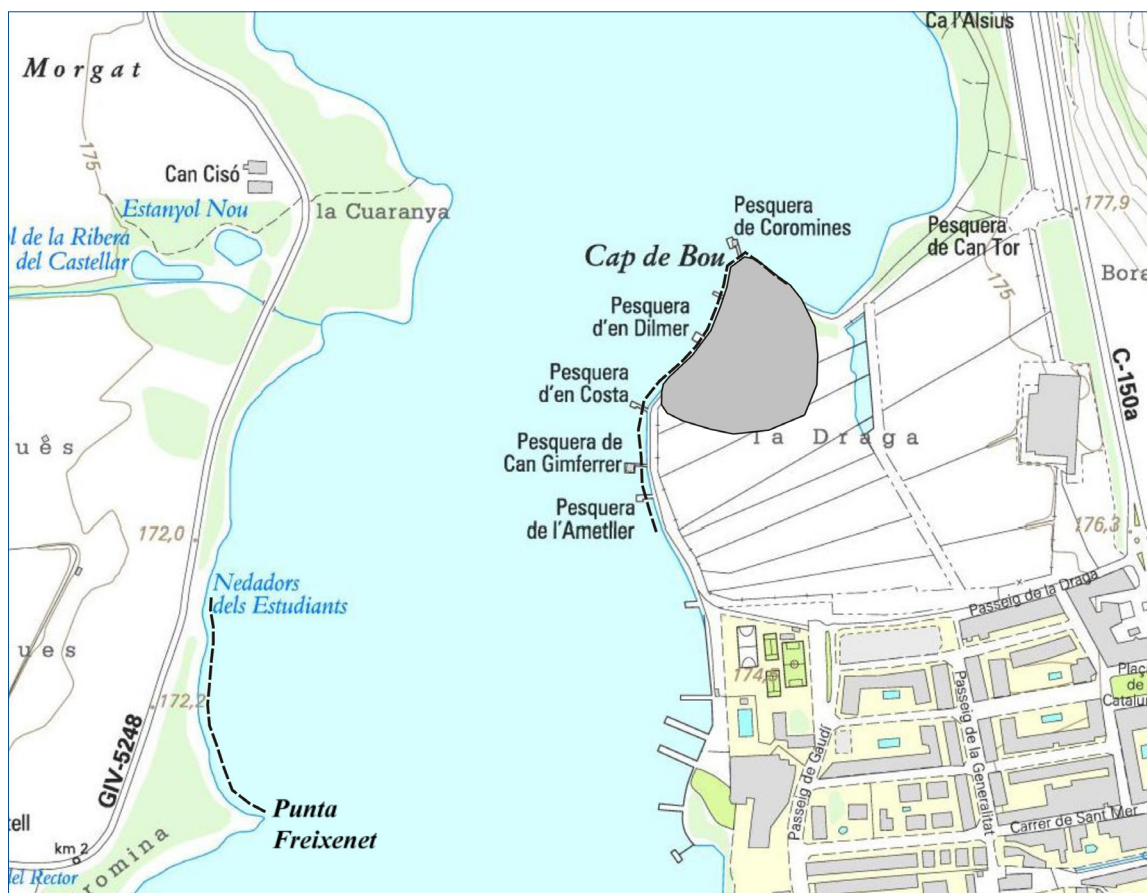 Ca l'Alsius
Morgat
175
Can Cisó
Estanyol Nou
la Cuaranya
l de la Ribera
del Castellar
Pesquera
de Coromines
Cap de Bou
Pesquera
de Can Tor
177,9
175
Bora
Pesquera
d'en Dilmer
C-150a
Pesquera
d'en Costa
la Draga
ués
Pesquera de
Can Gimferrer
Pesquera
de l'Ametller
172,0
176,3
Nedadors
dels Estudiants
Passeig de la Draga
ues
172,2
174,5
Plaç
de
Catalu
GIV-5248
Passeig de Gaudí
Passeig de la Generalitat
Punta
Freixenet
Carrer de Sant Mer
tell
km 2
romina
del Rector